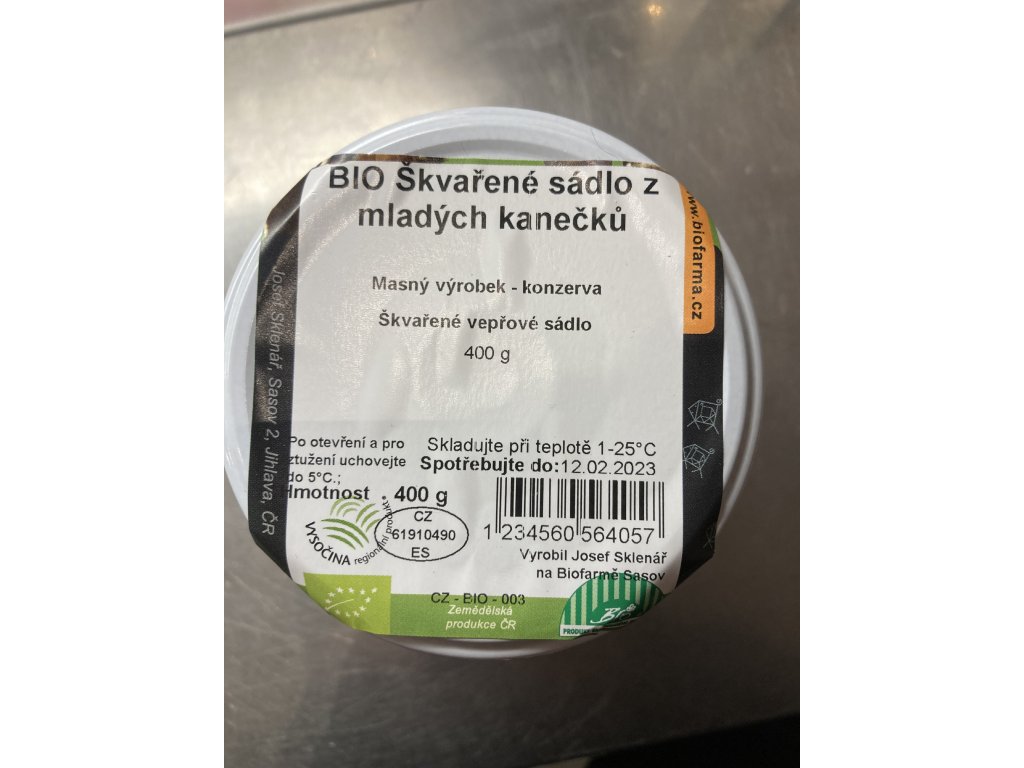 BIO Škvařené sádlo z
mladých kanečků
www.biofarma.cz
Masný výrobek - konzerva
Škvařené vepřové sádlo
400 g
Josef Sklenář, Sasov 2, Jihlava, ČR
Po otevření a pro
ztužení uchovejte
do 5°C.;
Skladujte při teplotě 1-25°C
Spotřebujte do:12.02.2023
Hmotnost 400 g
VYSOČINA regionální produkt
CZ
61910490
ES
1 234560 564057
Vyrobil Josef Sklenář
na Biofarmě Sasov
CZ - BIO - 003
Zemědělská
produkce ČR
Bio